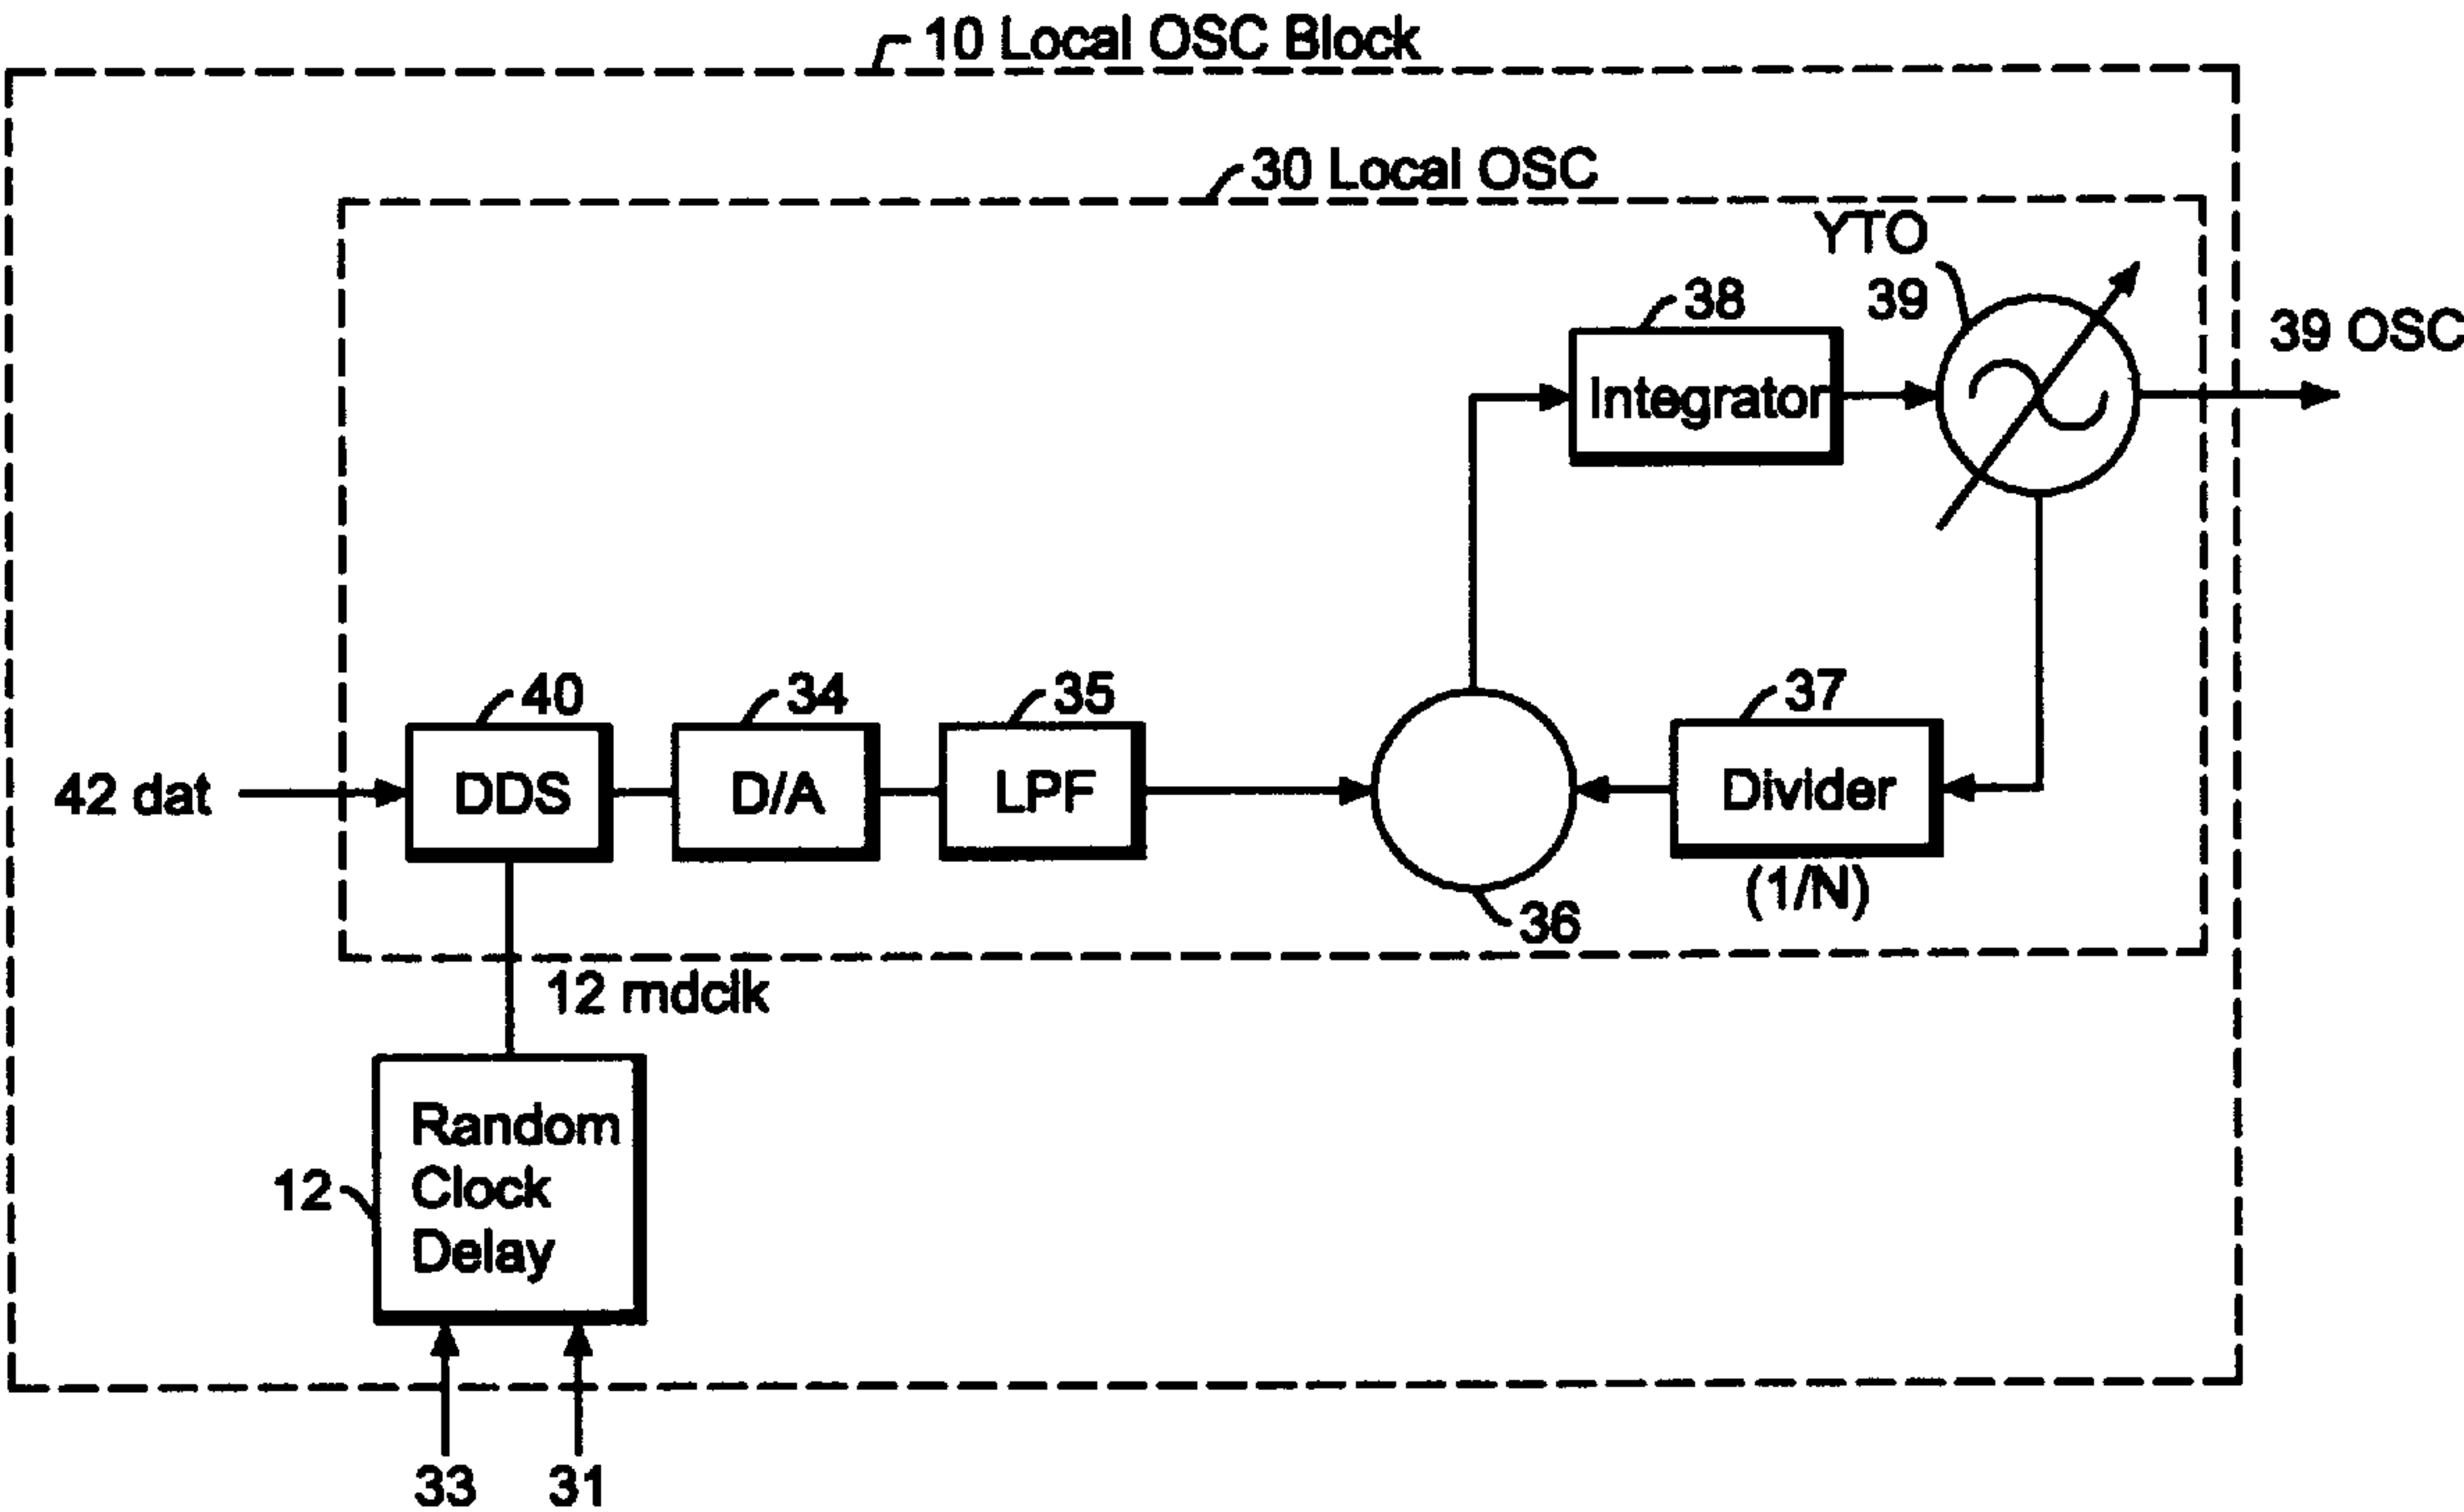 10 Local OSC Block
30 Local OSC
YTO
39
38
39 OSC
Integrator
40
34
35
37
42 dat
DDS
D/A
LPF
Divider
(1/N)
36
12 mdclk
Random
Clock
Delay
12
33
31